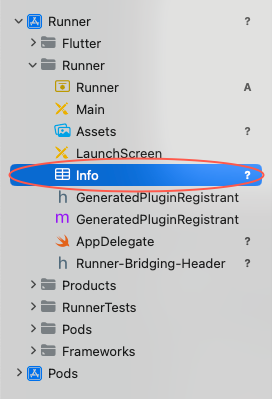 Runner ?
Flutter
Runner
Runner A
Main
Assets ?
LaunchScreen
Info ?
GeneratedPluginRegistrant
GeneratedPluginRegistrant
AppDelegate ?
Runner-Bridging-Header ?
Products
RunnerTests
Pods
Frameworks
Pods